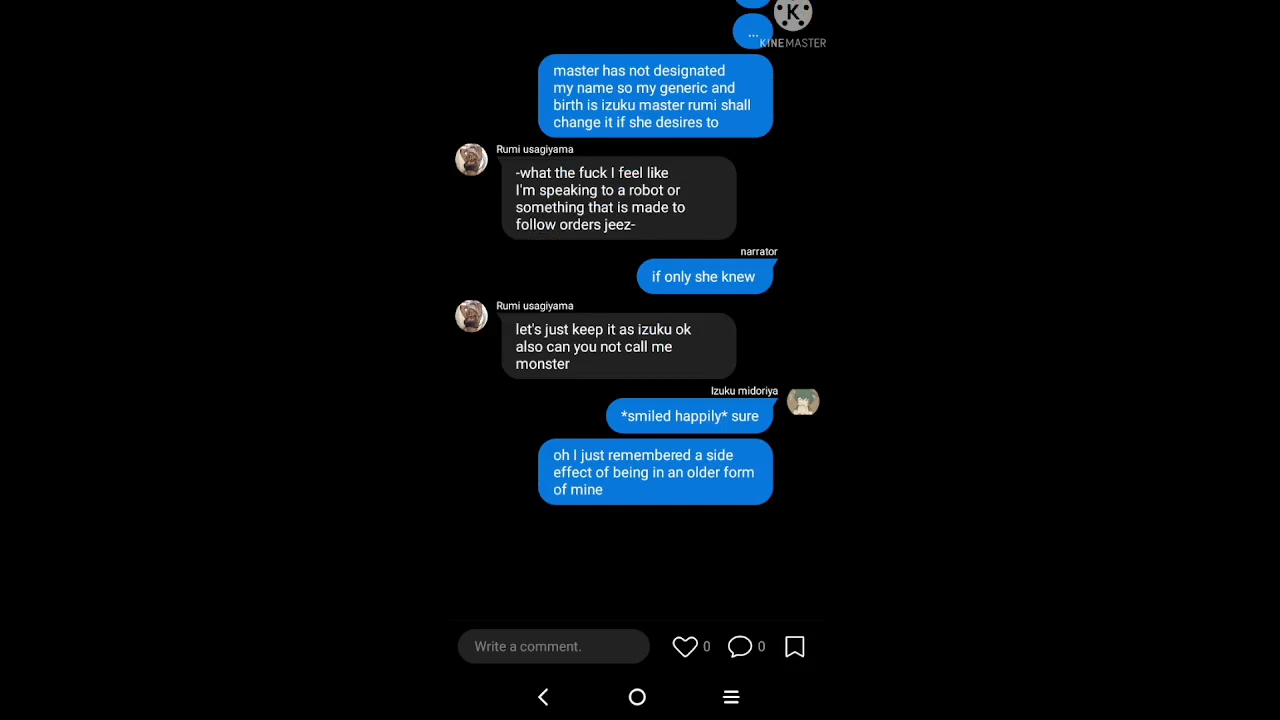 ...
K
KINEMASTER
master has not designated
my name so my generic and
birth is izuku master rumi shall
change it if she desires to
Rumi usagiyama
-what the fuck I feel like
I'm speaking to a robot or
something that is made to
follow orders jeez-
narrator
if only she knew
Rumi usagiyama
let's just keep it as izuku ok
also can you not call me
monster
Izuku midoriya
*smiled happily* sure
oh I just remembered a side
effect of being in an older form
of mine
Write a comment.
0
0